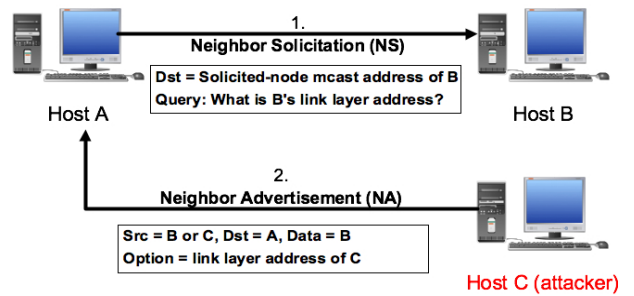 1.
Neighbor Solicitation (NS)
Dst = Solicited-node mcast address of B
Query: What is B's link layer address?
Host A
Host B
2.
Neighbor Advertisement (NA)
Src = B or C, Dst = A, Data = B
Option = link layer address of C
Host C (attacker)